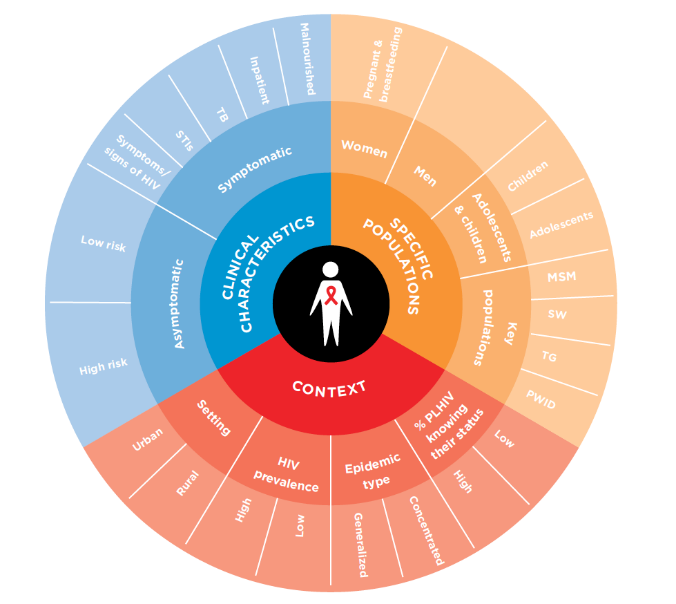 CLINICAL
CHARACTERISTICS
Symptomatic
Symptoms/
signs of HIV
STIs
TB
Inpatient
Malnourished
Asymptomatic
Low risk
High risk
SPECIFIC
POPULATIONS
Women
Pregnant &
breastfeeding
Men
Adolescents
& children
Children
Adolescents
Key
populations
MSM
SW
TG
PWID
CONTEXT
Setting
Urban
Rural
HIV
prevalence
High
Low
Epidemic
type
Generalized
Concentrated
% PLHIV
knowing
their status
High
Low